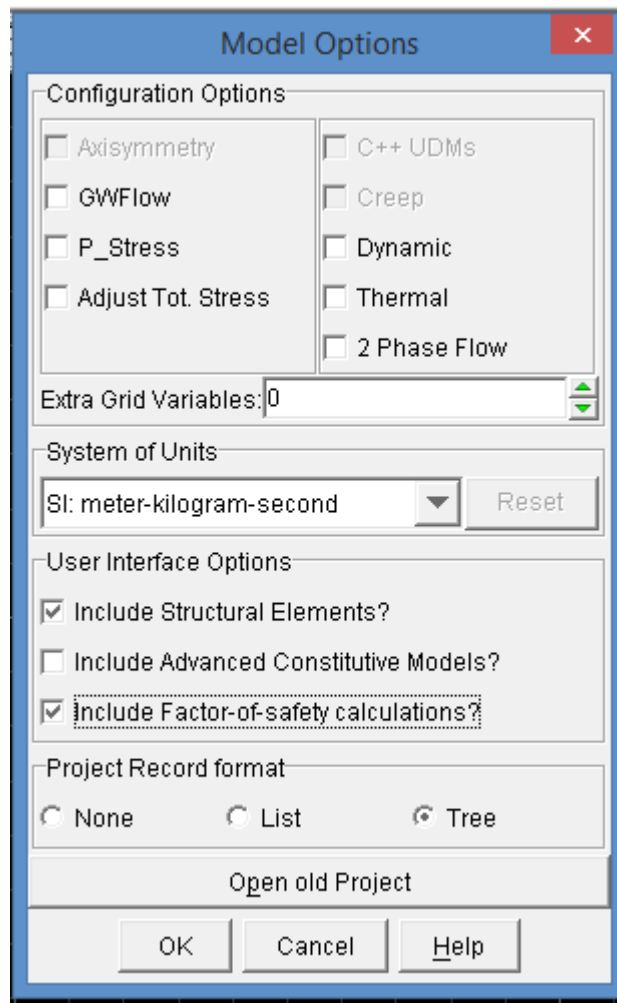 Model Options
Configuration Options
Axisymmetry
GWFlow
P_Stress
Adjust Tot. Stress
C++ UDMs
Creep
Dynamic
Thermal
2 Phase Flow
Extra Grid Variables: 0
System of Units
SI: meter-kilogram-second
Reset
User Interface Options
Include Structural Elements?
Include Advanced Constitutive Models?
Include Factor-of-safety calculations?
Project Record format
None List Tree
Open old Project
OK Cancel Help